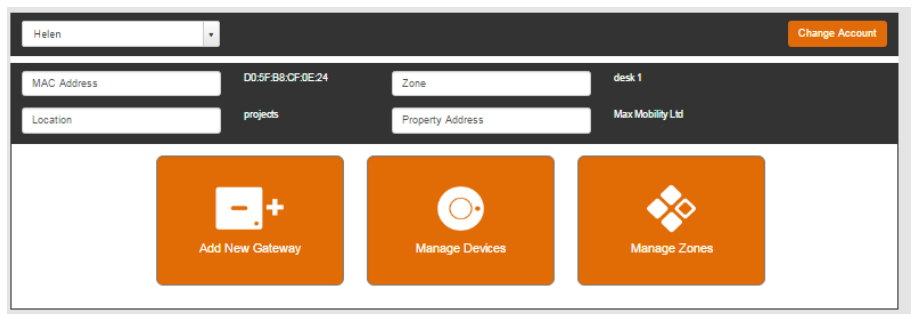 Helen
Change Account
MAC Address D0:5F:B8:CF:0E:24 Zone desk 1
Location projects Property Address Max Mobility Ltd
Add New Gateway Manage Devices Manage Zones